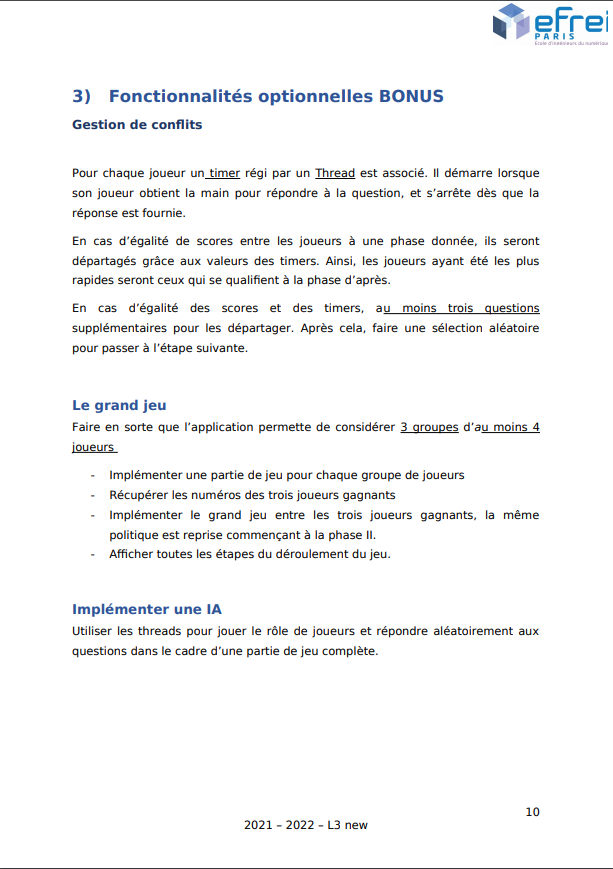 efrei
PARIS
Ecole d'ingénieurs du numérique
3) Fonctionnalités optionnelles BONUS
Gestion de conflits
Pour chaque joueur un timer régi par un Thread est associé. Il démarre lorsque
son joueur obtient la main pour répondre à la question, et s’arrête dès que la
réponse est fournie.
En cas d’égalité de scores entre les joueurs à une phase donnée, ils seront
départagés grâce aux valeurs des timers. Ainsi, les joueurs ayant été les plus
rapides seront ceux qui se qualifient à la phase d’après.
En cas d’égalité des scores et des timers, au moins trois questions
supplémentaires pour les départager. Après cela, faire une sélection aléatoire
pour passer à l’étape suivante.
Le grand jeu
Faire en sorte que l’application permette de considérer 3 groupes d’au moins 4
joueurs
- Implémenter une partie de jeu pour chaque groupe de joueurs
- Récupérer les numéros des trois joueurs gagnants
- Implémenter le grand jeu entre les trois joueurs gagnants, la même
politique est reprise commençant à la phase II.
- Afficher toutes les étapes du déroulement du jeu.
Implémenter une IA
Utiliser les threads pour jouer le rôle de joueurs et répondre aléatoirement aux
questions dans le cadre d’une partie de jeu complète.
10
2021 – 2022 – L3 new